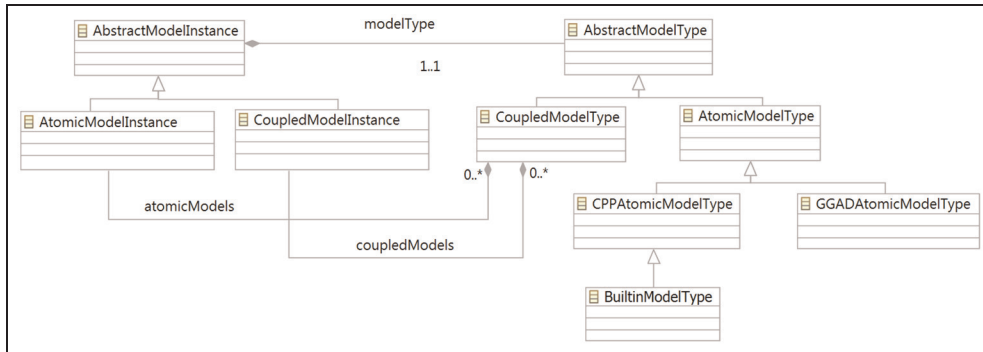 AbstractModelInstance
modelType
AbstractModelType
1..1
AtomicModelInstance
CoupledModelInstance
CoupledModelType
AtomicModelType
0..*
0..*
atomicModels
CPPAtomicModelType
GGADAtomicModelType
coupledModels
BuiltinModelType